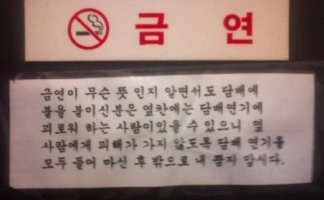 금 연
금연이 무슨 뜻 인지 알면서도 담배에
불을 붙이신분은 옆한에는 담배연기에
괴로워 하는 사람이있을 수 있으니 옆
사람에게 피해가 가지 않도록 담배 연기를
모두 들어 마신 후 밖으로 내 뿜지 맙시다.